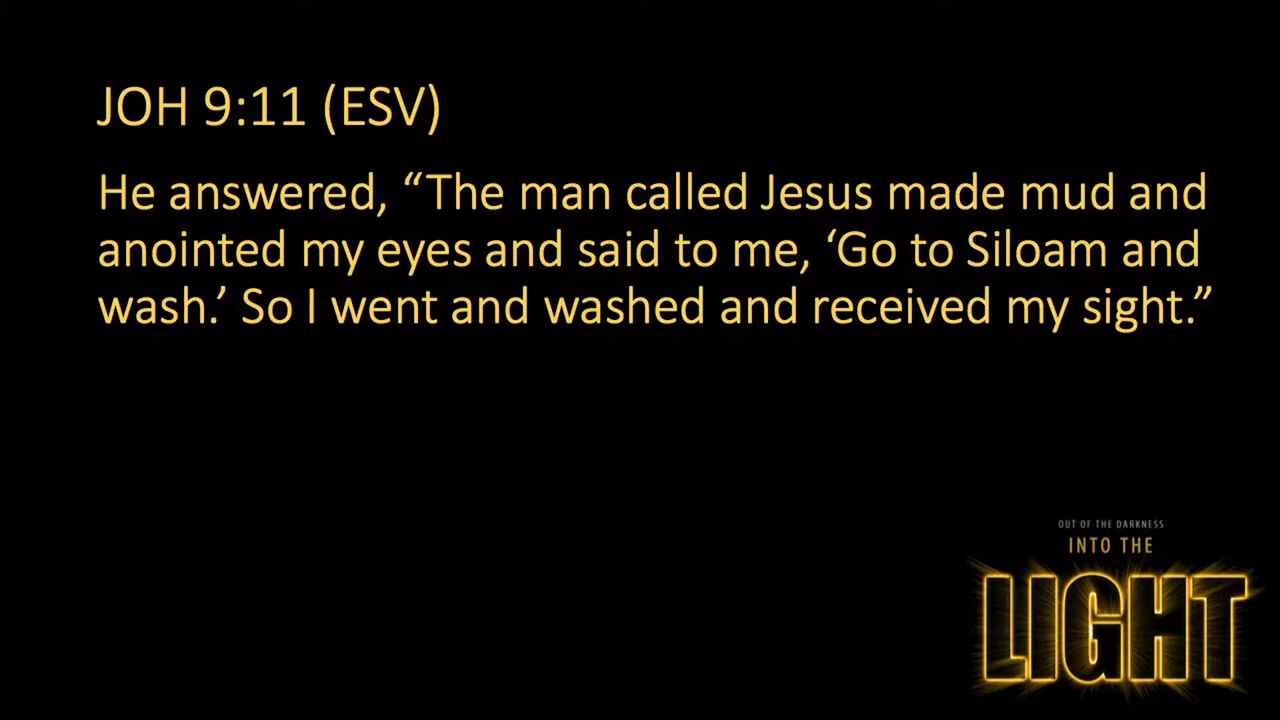 JOH 9:11 (ESV)
He answered, “The man called Jesus made mud and
anointed my eyes and said to me, ‘Go to Siloam and
wash.’ So I went and washed and received my sight.”
OUT OF THE DARKNESS
INTO THE
LIGHT